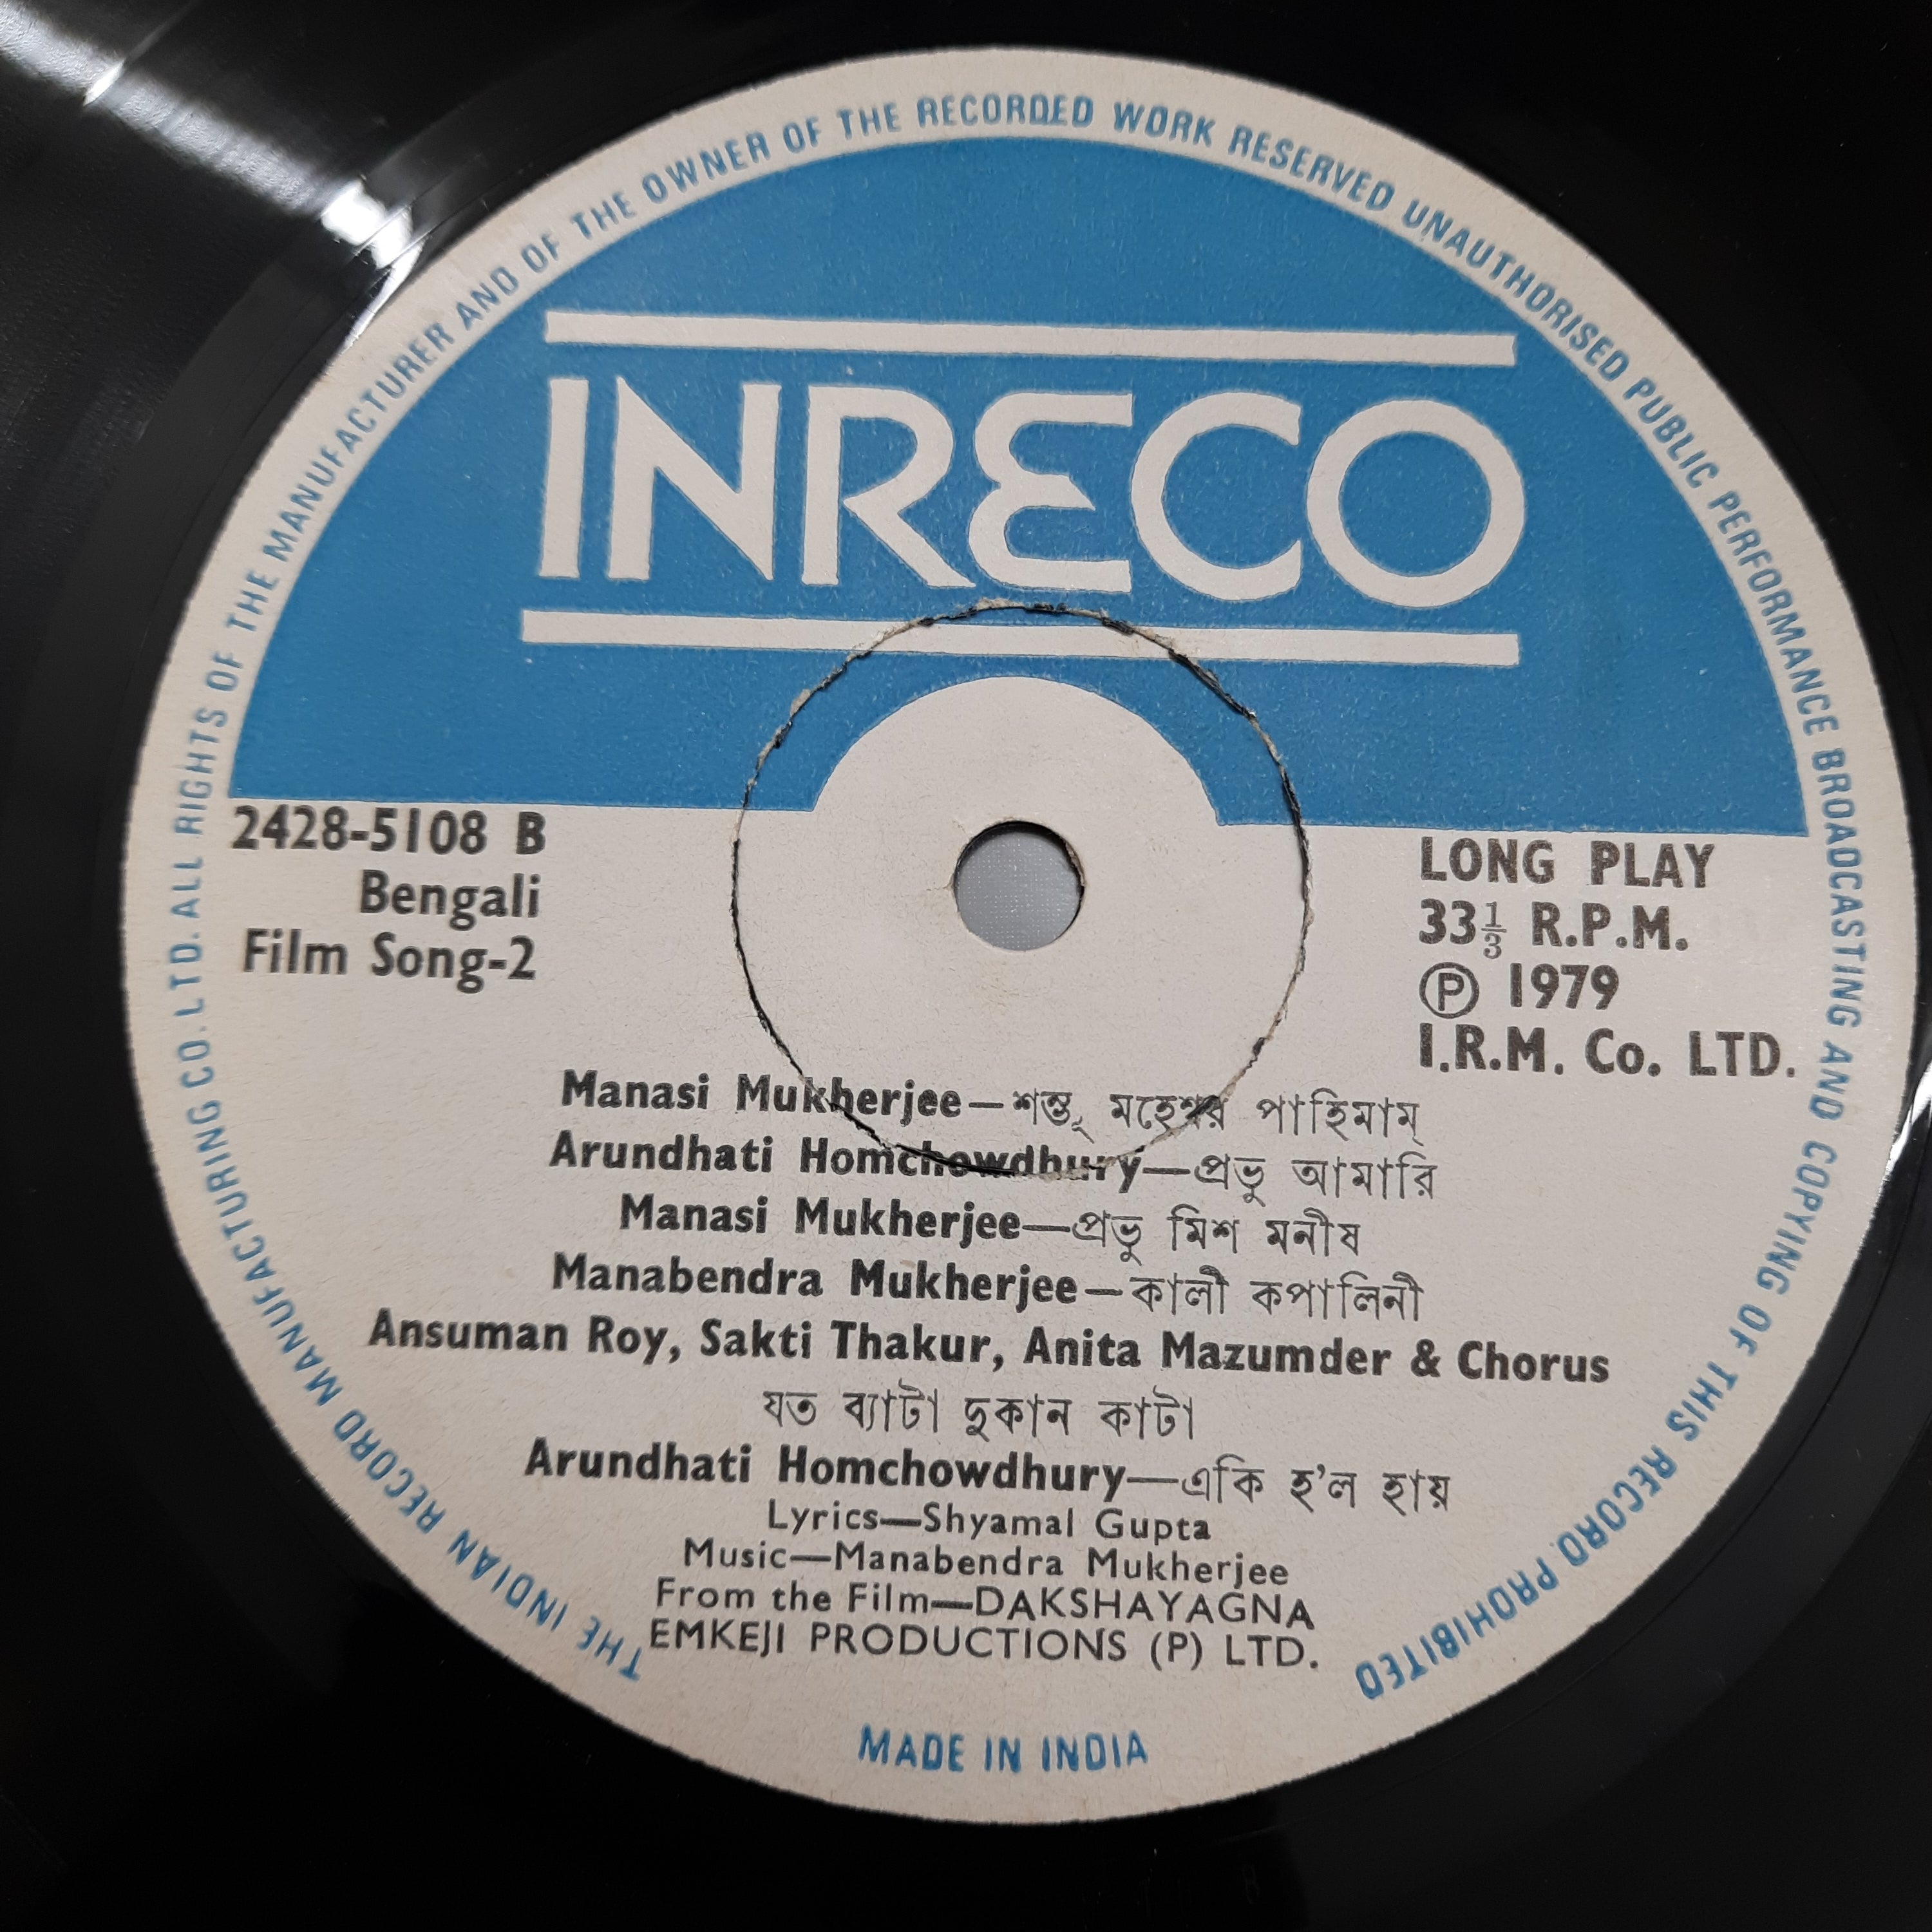 THE INDIAN RECORD MANUFACTURING CO. LTD. ALL RIGHTS OF THE MANUFACTURER AND OF THE OWNER OF THE RECORDED WORK RESERVED UNAUTHORISED PUBLIC PERFORMANCE BROADCASTING AND COPYING OF THIS RECORD PROHIBITED
INRECO
2428-5108 B
Bengali
Film Song-2
LONG PLAY
33⅓ R.P.M.
Ⓟ 1979
I.R.M. Co. LTD.
Manasi Mukherjee—শম্ভূ মহেশ্বর পাহিমাম্
Arundhati Homchowdhury—প্রভু আমারি
Manasi Mukherjee—প্রভু মিশ মনীষ
Manabendra Mukherjee—কালী কপালিনী
Ansuman Roy, Sakti Thakur, Anita Mazumder & Chorus
যত ব্যাটা দুকান কাটা
Arundhati Homchowdhury—একি হ'ল হায়
Lyrics—Shyamal Gupta
Music—Manabendra Mukherjee
From the Film—DAKSHAYAGNA
EMKEJI PRODUCTIONS (P) LTD.
MADE IN INDIA